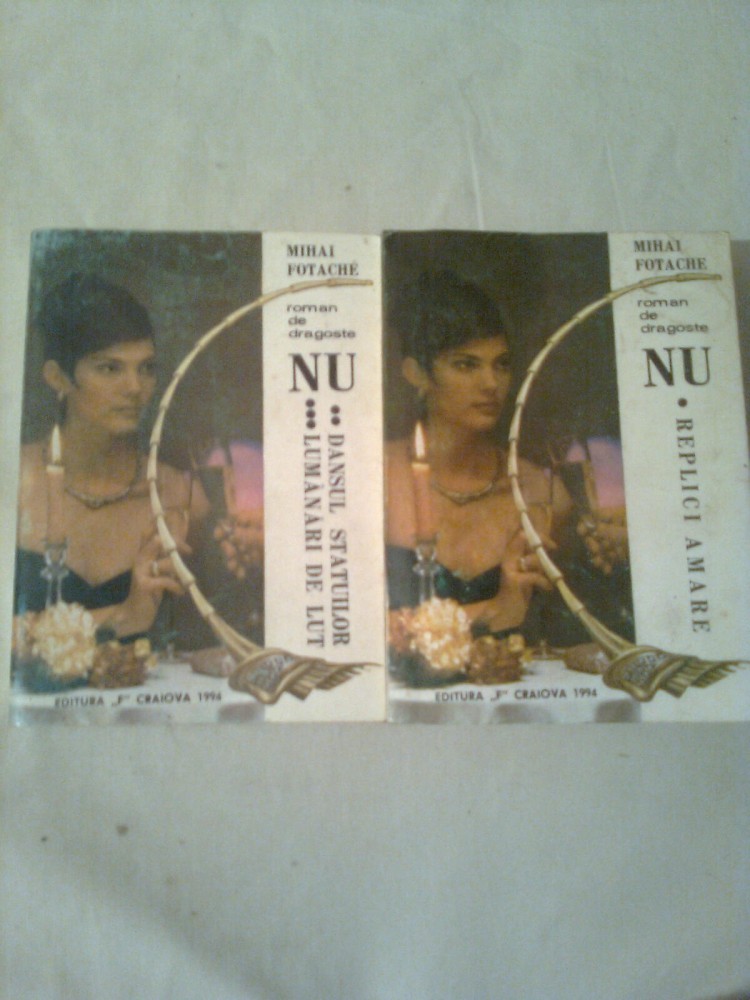 MIHAI
FOTACHE
roman
de
dragoste
NU
•• DANSUL STATUILOR
••• LUMÂNĂRI DE LUT
EDITURA „F” CRAIOVA 1994
MIHAI
FOTACHE
roman
de
dragoste
NU
• REPLICI AMARE
EDITURA „F” CRAIOVA 1994